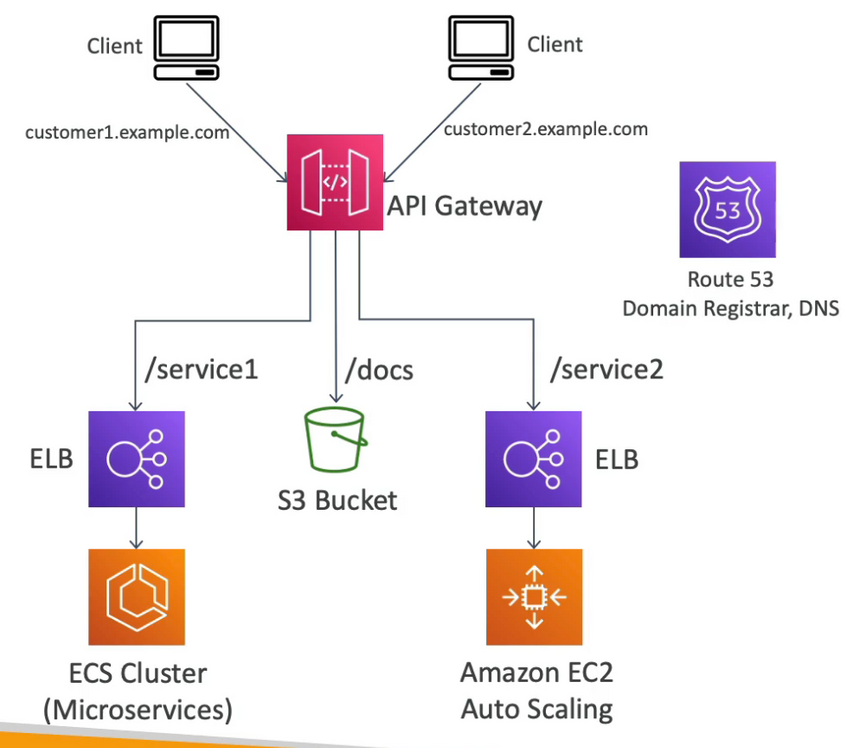 Client
Client
customer1.example.com
customer2.example.com
</>
API Gateway
53
Route 53
Domain Registrar, DNS
/service1
/docs
/service2
ELB
ELB
S3 Bucket
ECS Cluster
(Microservices)
Amazon EC2
Auto Scaling